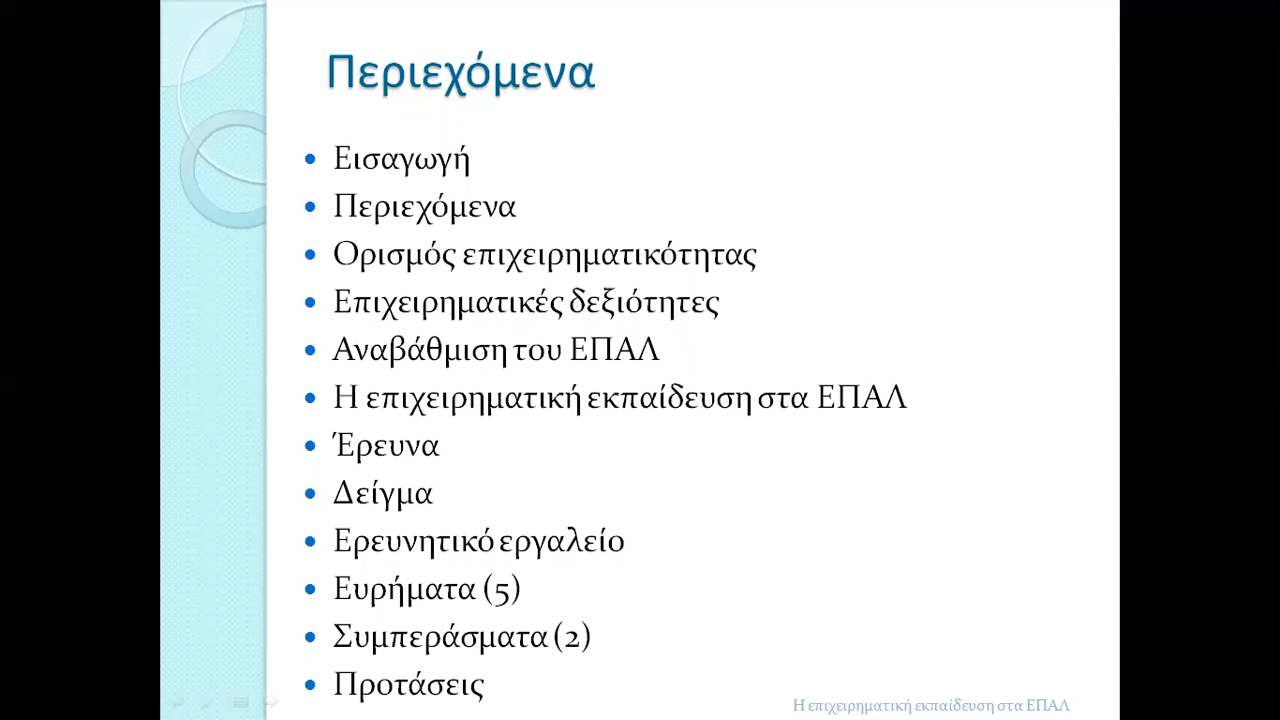 Περιεχόμενα
Εισαγωγή
Περιεχόμενα
Ορισμός επιχειρηματικότητας
Επιχειρηματικές δεξιότητες
Αναβάθμιση του ΕΠΑΛ
Η επιχειρηματική εκπαίδευση στα ΕΠΑΛ
Έρευνα
Δείγμα
Ερευνητικό εργαλείο
Ευρήματα (5)
Συμπεράσματα (2)
Προτάσεις
Η επιχειρηματική εκπαίδευση στα ΕΠΑΛ